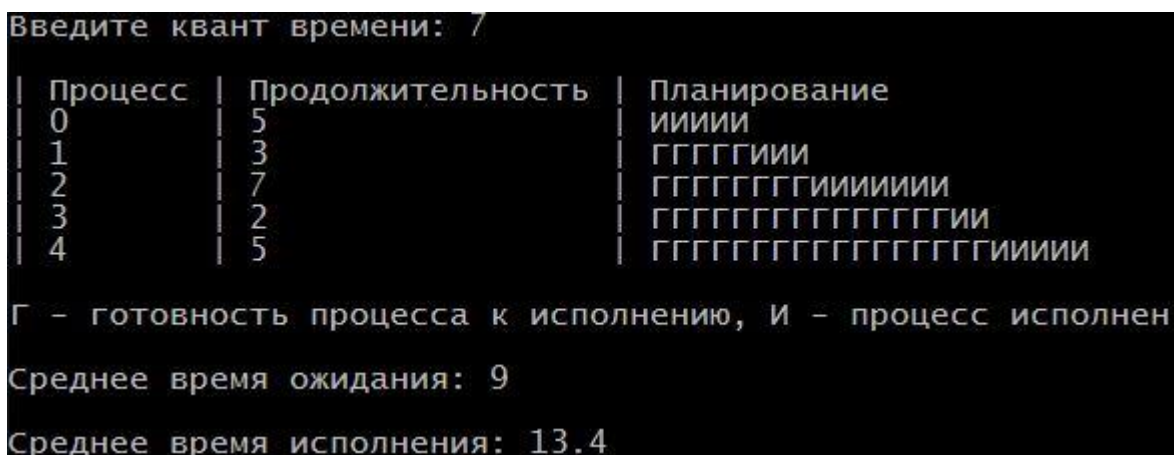 Введите квант времени: 7
| Процесс | Продолжительность | Планирование
| 0 | 5 | ИИИИИ
| 1 | 3 | ГГГГГИИИ
| 2 | 7 | ГГГГГГГГИИИИИИИ
| 3 | 2 | ГГГГГГГГГГГГГГГИИ
| 4 | 5 | ГГГГГГГГГГГГГГГГГИИИИИ
Г - готовность процесса к исполнению, И - процесс исполнен
Среднее время ожидания: 9
Среднее время исполнения: 13.4